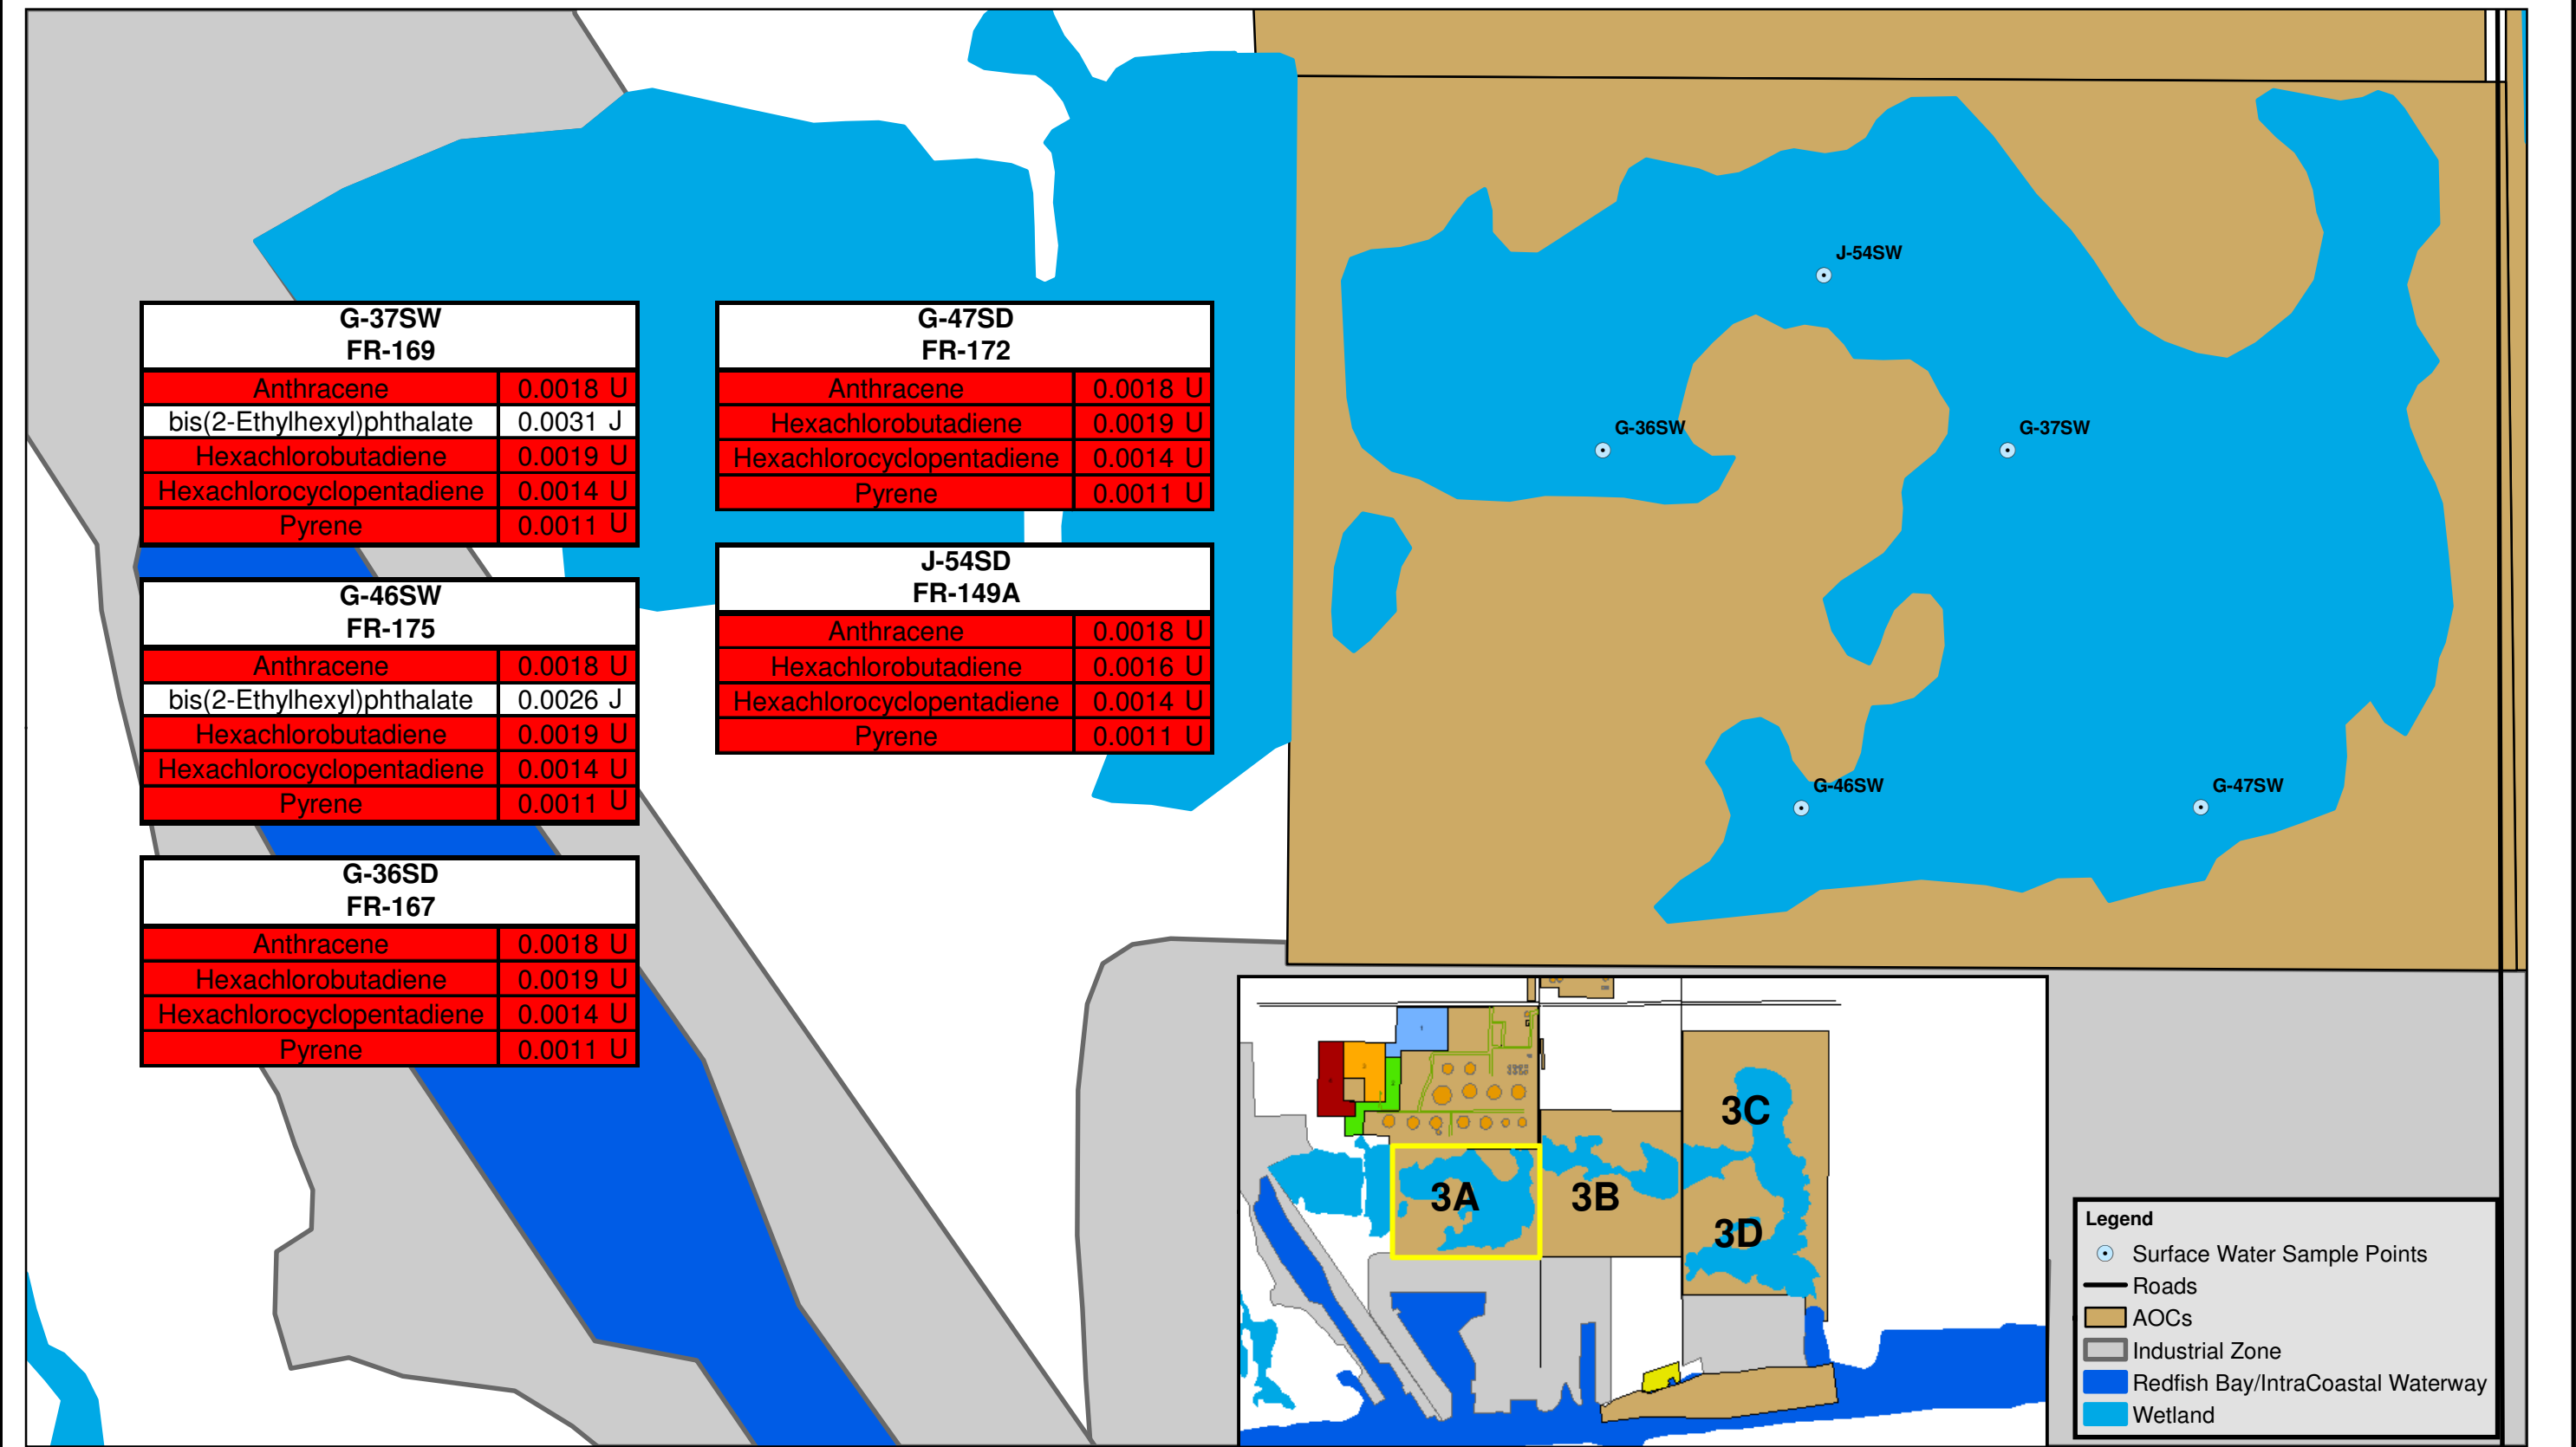 G-37SW
FR-169
Anthracene 0.0018 U
bis(2-Ethylhexyl)phthalate 0.0031 J
Hexachlorobutadiene 0.0019 U
Hexachlorocyclopentadiene 0.0014 U
Pyrene 0.0011 U
G-46SW
FR-175
Anthracene 0.0018 U
bis(2-Ethylhexyl)phthalate 0.0026 J
Hexachlorobutadiene 0.0019 U
Hexachlorocyclopentadiene 0.0014 U
Pyrene 0.0011 U
G-36SD
FR-167
Anthracene 0.0018 U
Hexachlorobutadiene 0.0019 U
Hexachlorocyclopentadiene 0.0014 U
Pyrene 0.0011 U
G-47SD
FR-172
Anthracene 0.0018 U
Hexachlorobutadiene 0.0019 U
Hexachlorocyclopentadiene 0.0014 U
Pyrene 0.0011 U
J-54SD
FR-149A
Anthracene 0.0018 U
Hexachlorobutadiene 0.0016 U
Hexachlorocyclopentadiene 0.0014 U
Pyrene 0.0011 U
J-54SW
G-36SW
G-37SW
G-46SW
G-47SW
1
2
3C
3A
3B
3D
Legend
Surface Water Sample Points
Roads
AOCs
Industrial Zone
Redfish Bay/IntraCoastal Waterway
Wetland